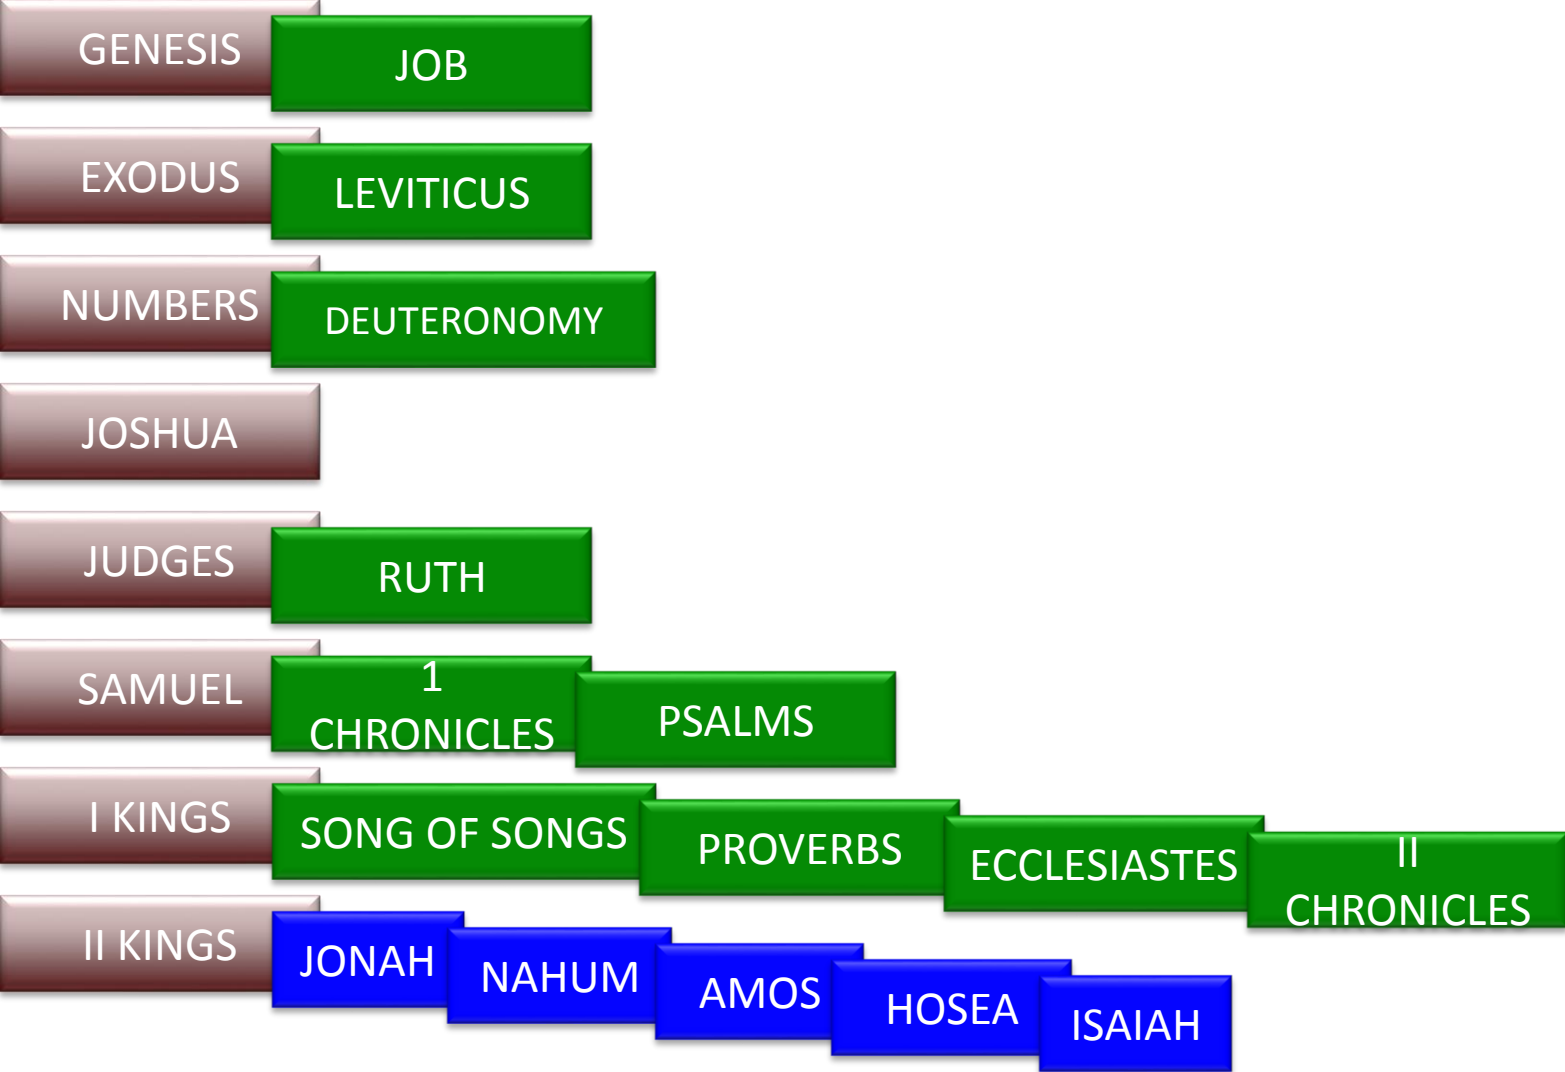 GENESIS
JOB
EXODUS
LEVITICUS
NUMBERS
DEUTERONOMY
JOSHUA
JUDGES
RUTH
SAMUEL
1
CHRONICLES
PSALMS
I KINGS
SONG OF SONGS
PROVERBS
ECCLESIASTES
II
CHRONICLES
II KINGS
JONAH
NAHUM
AMOS
HOSEA
ISAIAH